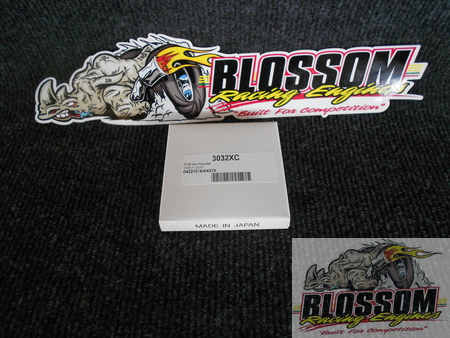 BLOSSOM
Racing Engines
"Built For Competition"
3032XC
MADE IN JAPAN
BLOSSOM
Racing Engines
"Built For Competition"